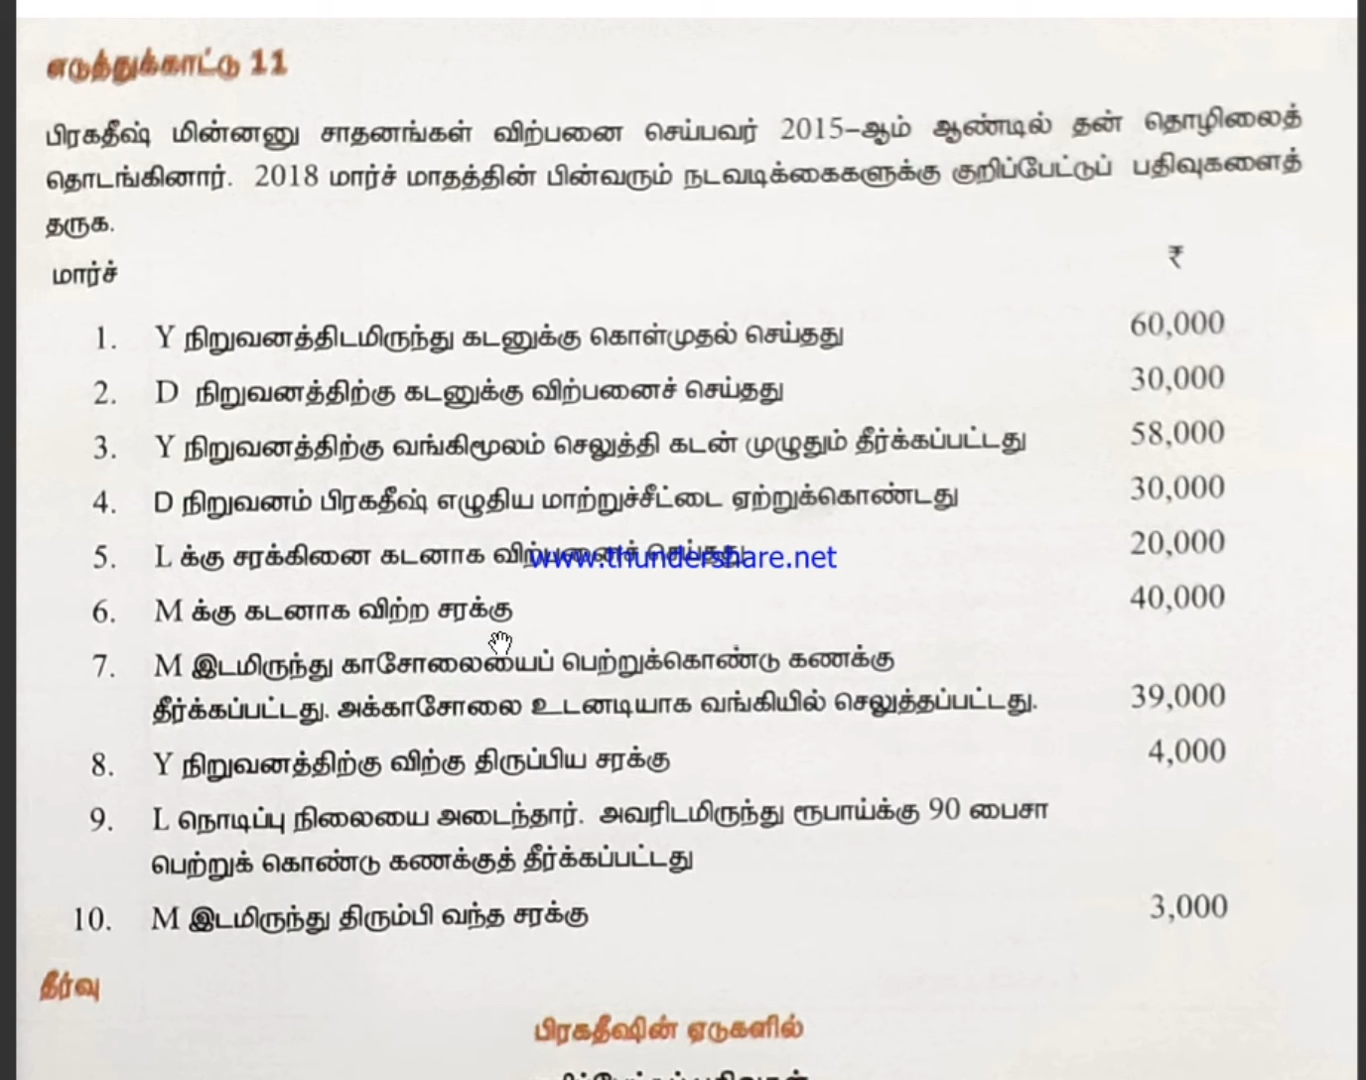 எடுத்துக்காட்டு 11
பிரகதீஷ் மின்னணு சாதனங்கள் விற்பனை செய்பவர் 2015–ஆம் ஆண்டில் தன் தொழிலைத்
தொடங்கினார். 2018 மார்ச் மாதத்தின் பின்வரும் நடவடிக்கைகளுக்கு குறிப்பேட்டுப் பதிவுகளைத்
தருக.
மார்ச் ₹
1. Y நிறுவனத்திடமிருந்து கடனுக்கு கொள்முதல் செய்தது 60,000
2. D நிறுவனத்திற்கு கடனுக்கு விற்பனைச் செய்தது 30,000
3. Y நிறுவனத்திற்கு வங்கிமூலம் செலுத்தி கடன் முழுதும் தீர்க்கப்பட்டது 58,000
4. D நிறுவனம் பிரகதீஷ் எழுதிய மாற்றுச்சீட்டை ஏற்றுக்கொண்டது 30,000
5. L க்கு சரக்கினை கடனாக விற்பனைச் செய்தது 20,000
www.thundershare.net
6. M க்கு கடனாக விற்ற சரக்கு 40,000
7. M இடமிருந்து காசோலையைப் பெற்றுக்கொண்டு கணக்கு
தீர்க்கப்பட்டது. அக்காசோலை உடனடியாக வங்கியில் செலுத்தப்பட்டது. 39,000
8. Y நிறுவனத்திற்கு விற்கு திருப்பிய சரக்கு 4,000
9. L நொடிப்பு நிலையை அடைந்தார். அவரிடமிருந்து ரூபாய்க்கு 90 பைசா
பெற்றுக் கொண்டு கணக்குத் தீர்க்கப்பட்டது
10. M இடமிருந்து திரும்பி வந்த சரக்கு 3,000
தீர்வு
பிரகதீஷின் ஏடுகளில்